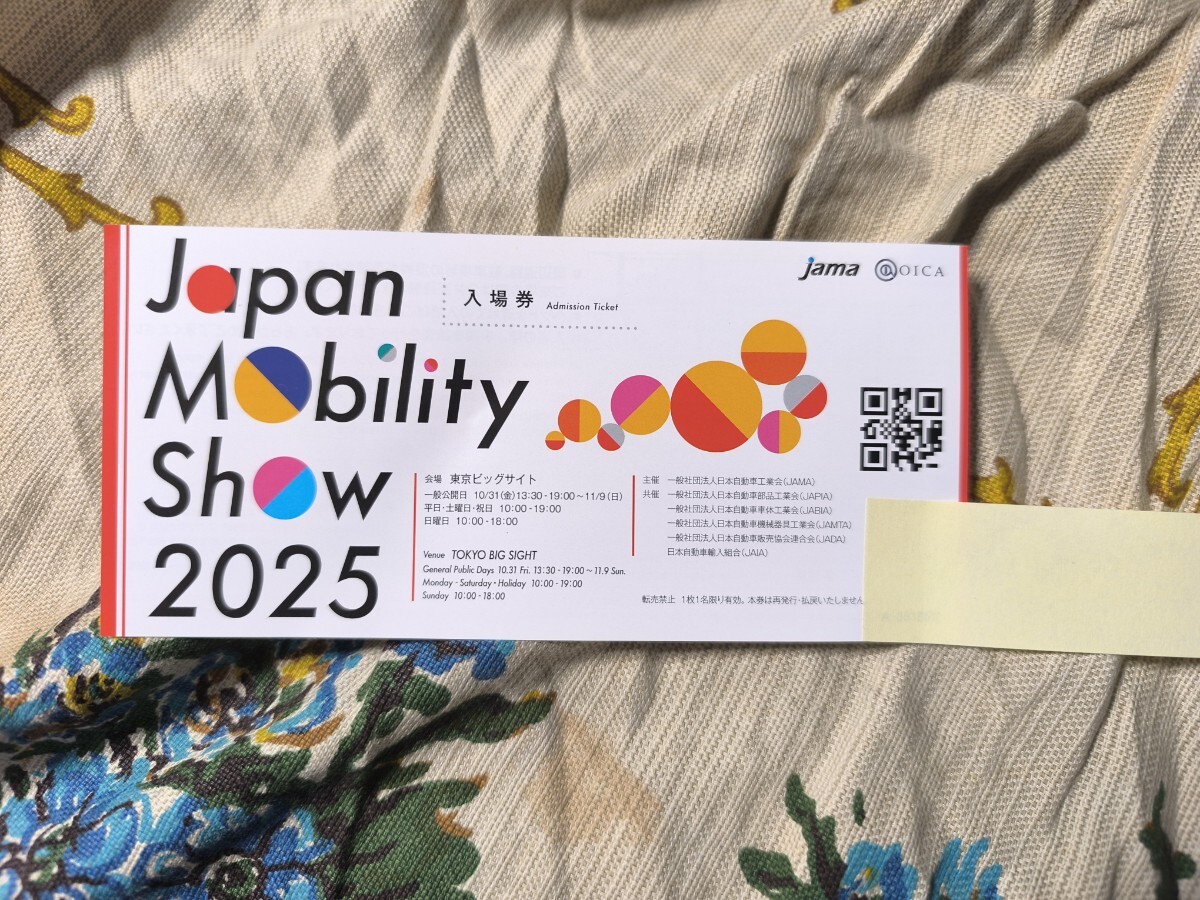 Japan
Mobility
Show
2025
入場券 Admission Ticket
jama OICA
会場 東京ビッグサイト
一般公開日 10/31(金)13:30-19:00〜11/9(日)
平日・土曜日・祝日 10:00-19:00
日曜日 10:00-18:00
Venue TOKYO BIG SIGHT
General Public Days 10.31 Fri. 13:30-19:00〜11.9 Sun.
Monday - Saturday・Holiday 10:00-19:00
Sunday 10:00-18:00
主催 一般社団法人日本自動車工業会(JAMA)
共催 一般社団法人日本自動車部品工業会(JAPIA)
一般社団法人日本自動車車体工業会(JABIA)
一般社団法人日本自動車機械器具工業会(JAMTA)
一般社団法人日本自動車販売協会連合会(JADA)
日本自動車輸入組合(JAIA)
転売禁止 1枚1名限り有効。本券は再発行・払戻いたしません